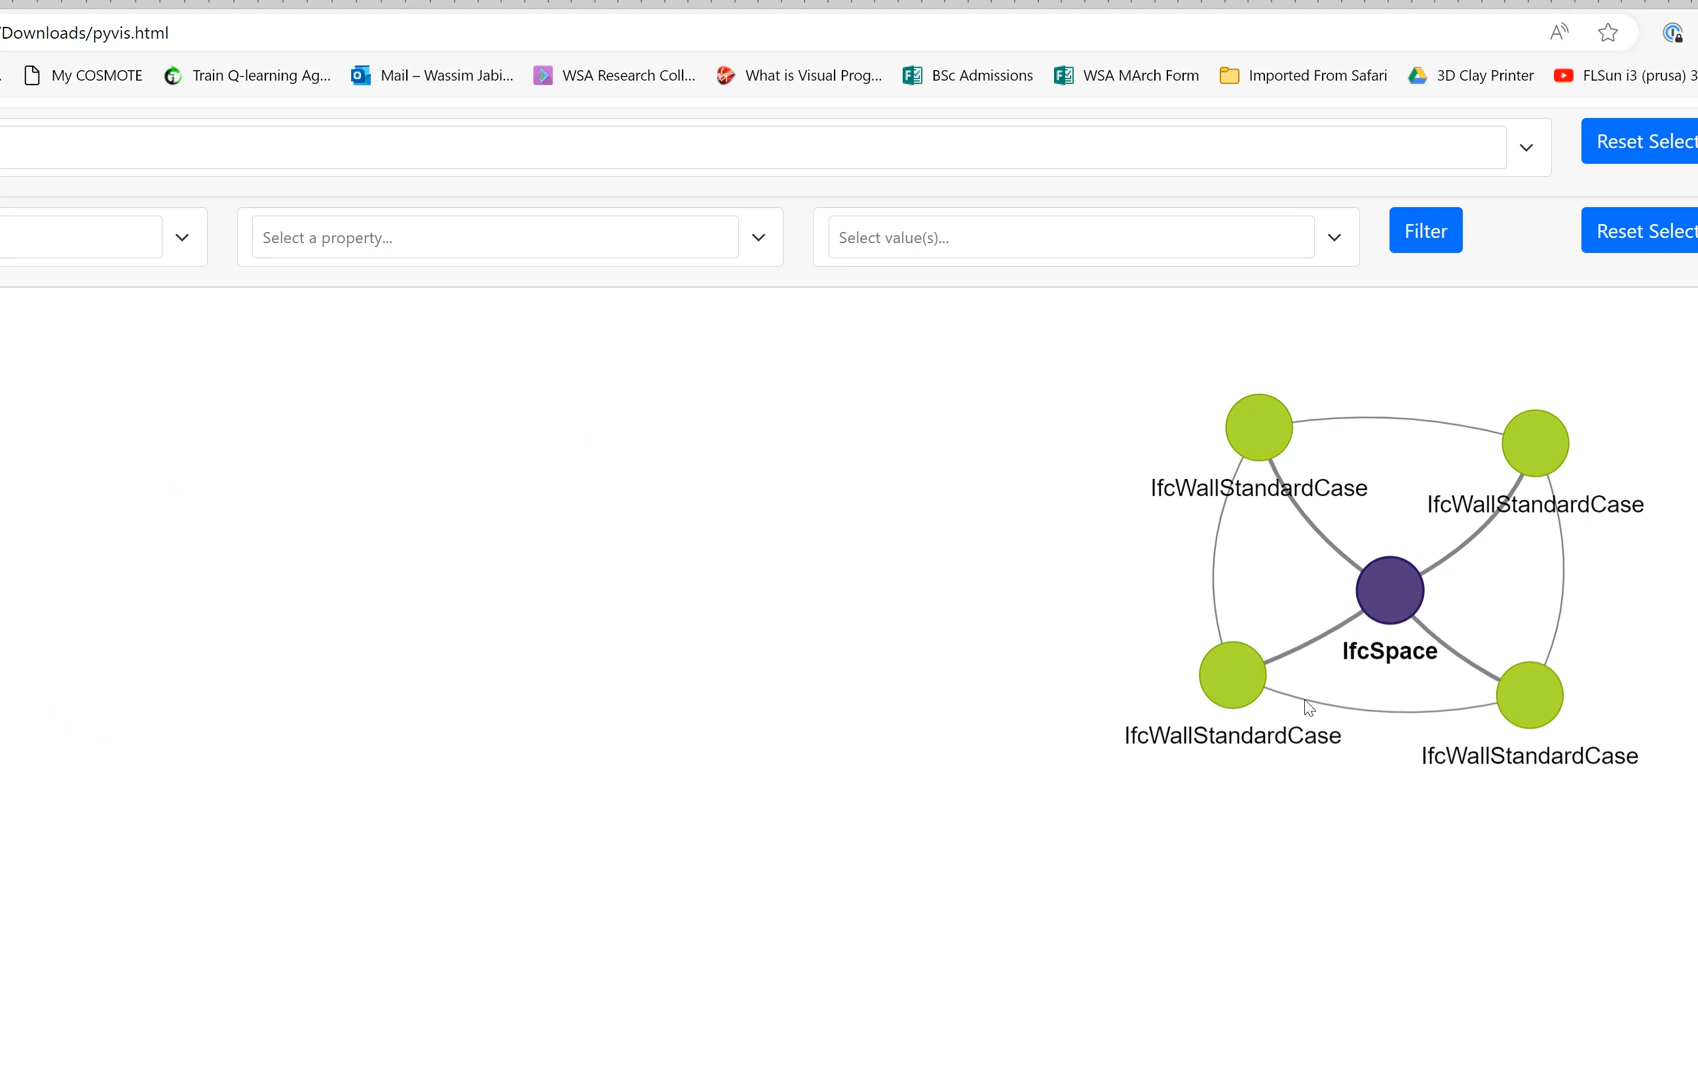 /Downloads/pyvis.html
My COSMOTE Train Q-learning Ag... Mail – Wassim Jabi... WSA Research Coll... What is Visual Prog... BSc Admissions WSA MArch Form Imported From Safari 3D Clay Printer FLSun i3 (prusa) 3
Reset Select
Select a property... Select value(s)... Filter Reset Select
IfcWallStandardCase
IfcWallStandardCase
IfcSpace
IfcWallStandardCase
IfcWallStandardCase